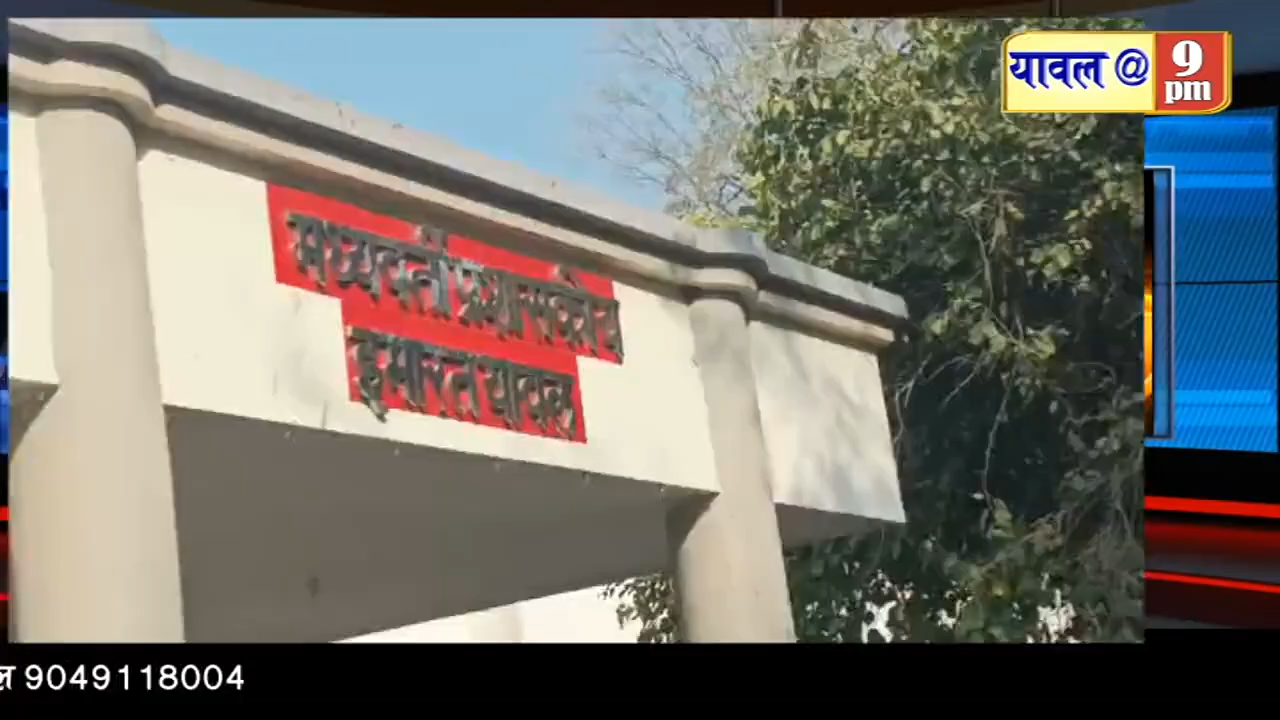 यावल @ 9 pm
मध्यवर्ती प्रशासकीय
इमारत यावल
9049118004